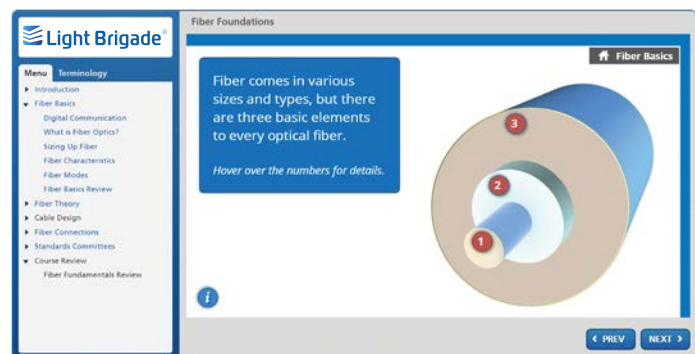 Light Brigade®
Menu Terminology
Introduction
Fiber Basics
Digital Communication
What is Fiber Optics?
Sizing Up Fiber
Fiber Characteristics
Fiber Modes
Fiber Basics Review
Fiber Theory
Cable Design
Fiber Connections
Standards Committees
Course Review
Fiber Fundamentals Review
Fiber Foundations
Fiber Basics
Fiber comes in various
sizes and types, but there
are three basic elements
to every optical fiber.
Hover over the numbers for details.
3
2
1
i
PREV NEXT